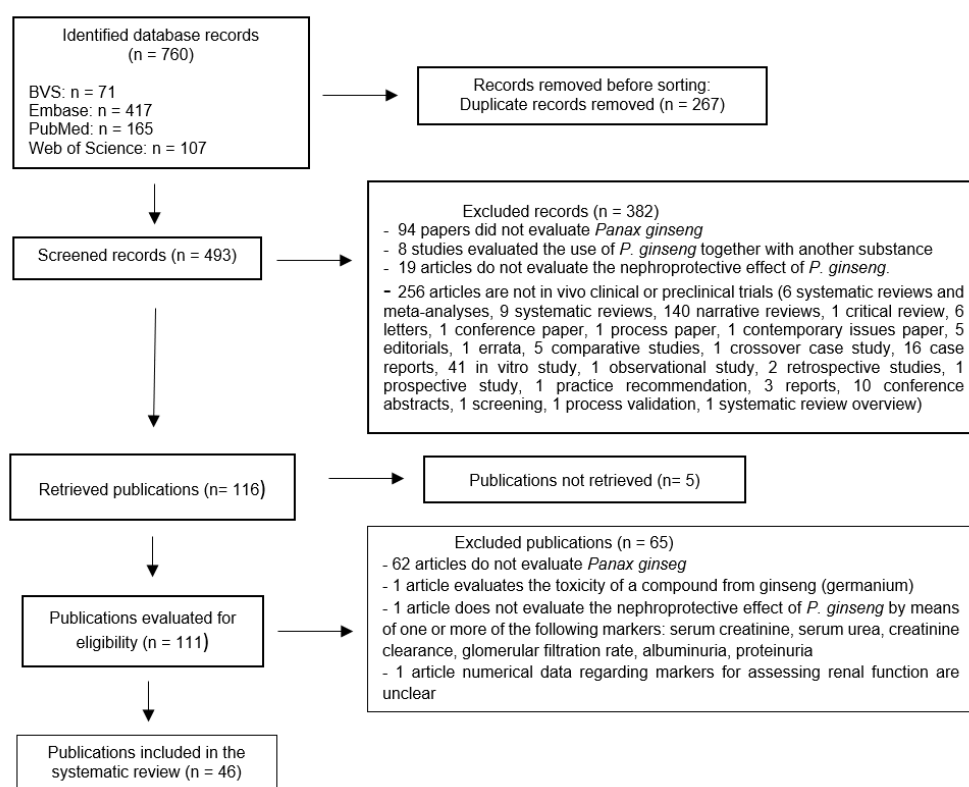 Identified database records
(n = 760)
BVS: n = 71
Embase: n = 417
PubMed: n = 165
Web of Science: n = 107
Records removed before sorting:
Duplicate records removed (n = 267)
Screened records (n = 493)
Excluded records (n = 382)
- 94 papers did not evaluate Panax ginseng
- 8 studies evaluated the use of P. ginseng together with another substance
- 19 articles do not evaluate the nephroprotective effect of P. ginseng.
- 256 articles are not in vivo clinical or preclinical trials (6 systematic reviews and
meta-analyses, 9 systematic reviews, 140 narrative reviews, 1 critical review, 6
letters, 1 conference paper, 1 process paper, 1 contemporary issues paper, 5
editorials, 1 errata, 5 comparative studies, 1 crossover case study, 16 case
reports, 41 in vitro study, 1 observational study, 2 retrospective studies, 1
prospective study, 1 practice recommendation, 3 reports, 10 conference
abstracts, 1 screening, 1 process validation, 1 systematic review overview)
Retrieved publications (n= 116)
Publications not retrieved (n= 5)
Publications evaluated for
eligibility (n = 111)
Excluded publications (n = 65)
- 62 articles do not evaluate Panax ginseg
- 1 article evaluates the toxicity of a compound from ginseng (germanium)
- 1 article does not evaluate the nephroprotective effect of P. ginseng by means
of one or more of the following markers: serum creatinine, serum urea, creatinine
clearance, glomerular filtration rate, albuminuria, proteinuria
- 1 article numerical data regarding markers for assessing renal function are
unclear
Publications included in the
systematic review (n = 46)